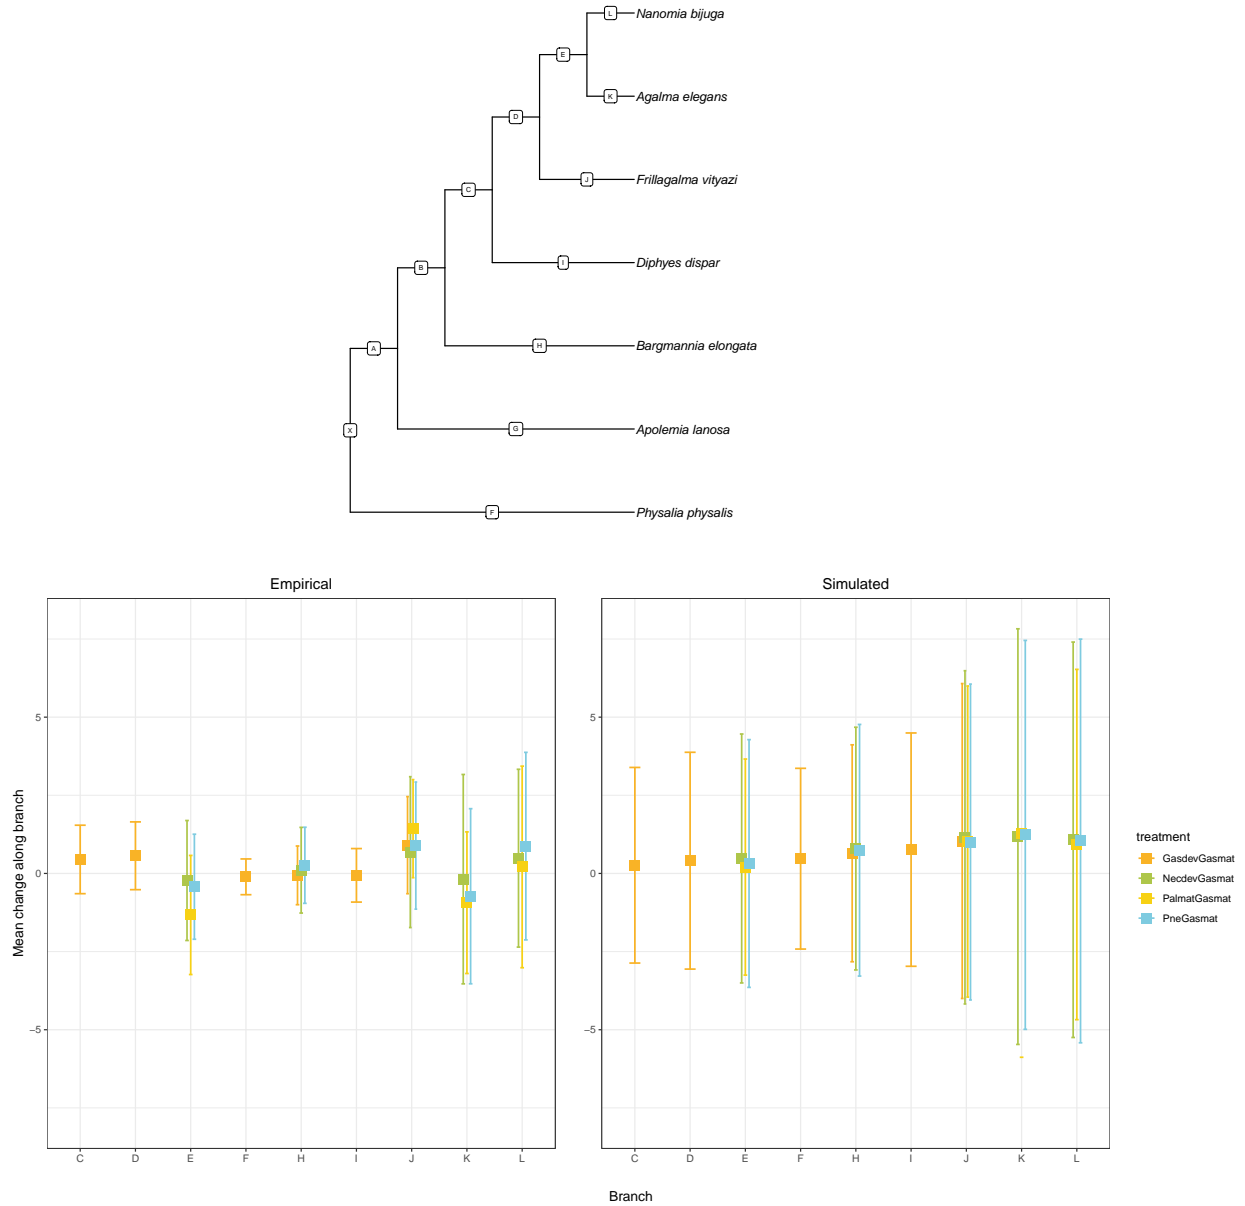 L
Nanomia bijuga
E
K
Agalma elegans
D
J
Frillagalma vityazi
C
I
Diphyes dispar
B
H
Bargmannia elongata
A
G
Apolemia lanosa
X
F
Physalia physalis
Empirical
Simulated
Mean change along branch
5
0
−5
5
0
−5
C D E F H I J K L
C D E F H I J K L
Branch
treatment
GasdevGasmat
NecdevGasmat
PalmatGasmat
PneGasmat